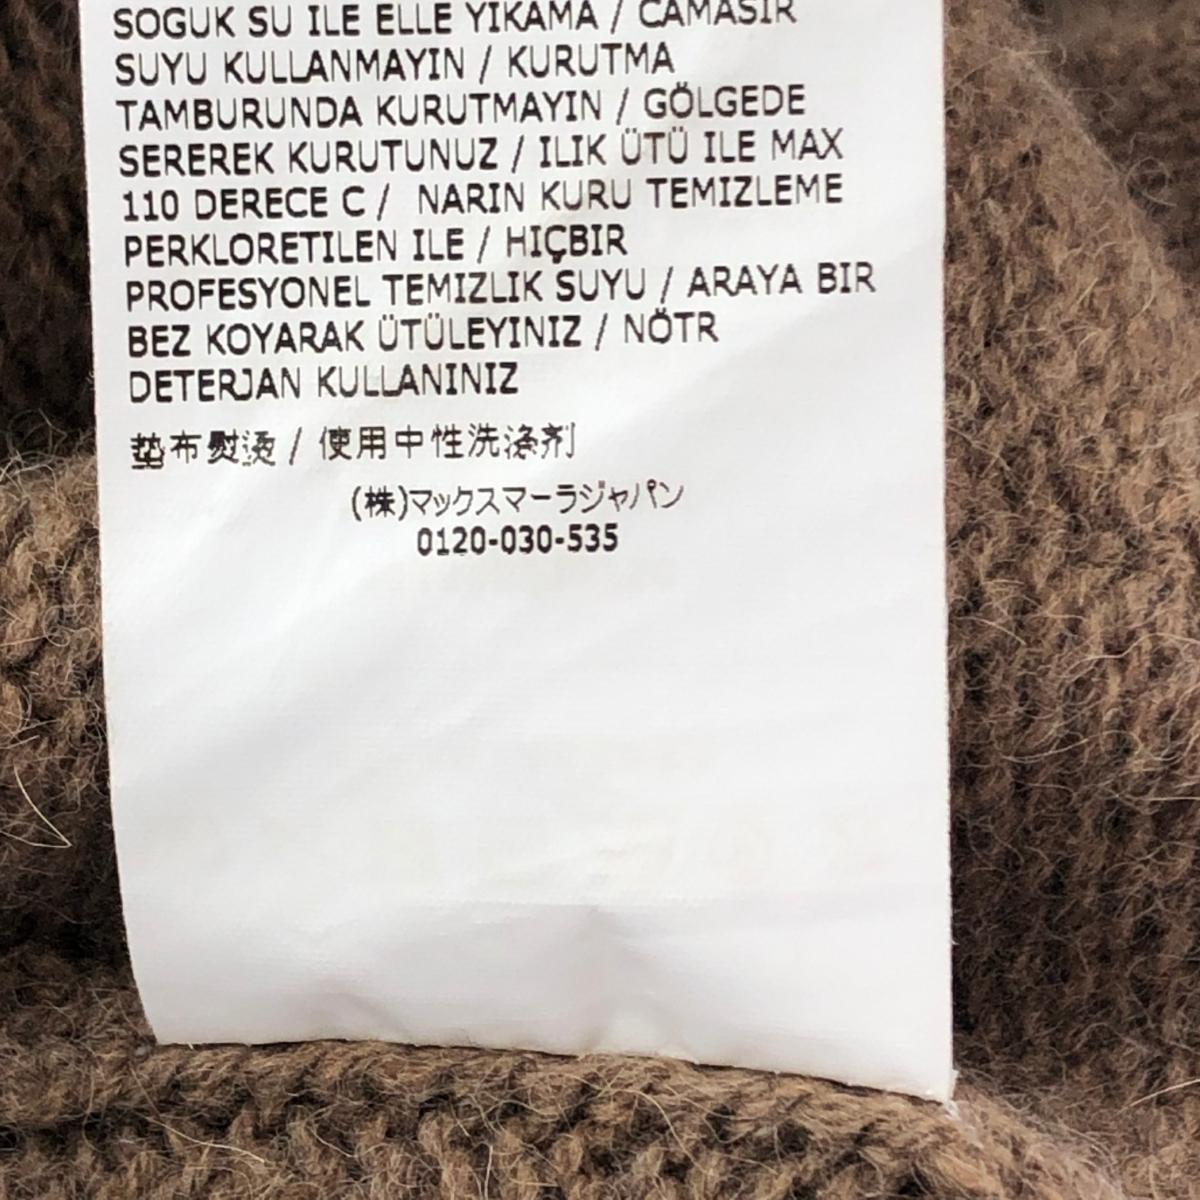 SOGUK SU ILE ELLE YIKAMA / CAMASIR
SUYU KULLANMAYIN / KURUTMA
TAMBURUNDA KURUTMAYIN / GÖLGEDE
SEREREK KURUTUNUZ / ILIK ÜTÜ ILE MAX
110 DERECE C / NARIN KURU TEMIZLEME
PERKLORETILEN ILE / HIÇBIR
PROFESYONEL TEMIZLIK SUYU / ARAYA BIR
BEZ KOYARAK ÜTÜLEYINIZ / NÖTR
DETERJAN KULLANINIZ
垫布熨烫 / 使用中性洗涤剂
(株)マックスマーラジャパン
0120-030-535